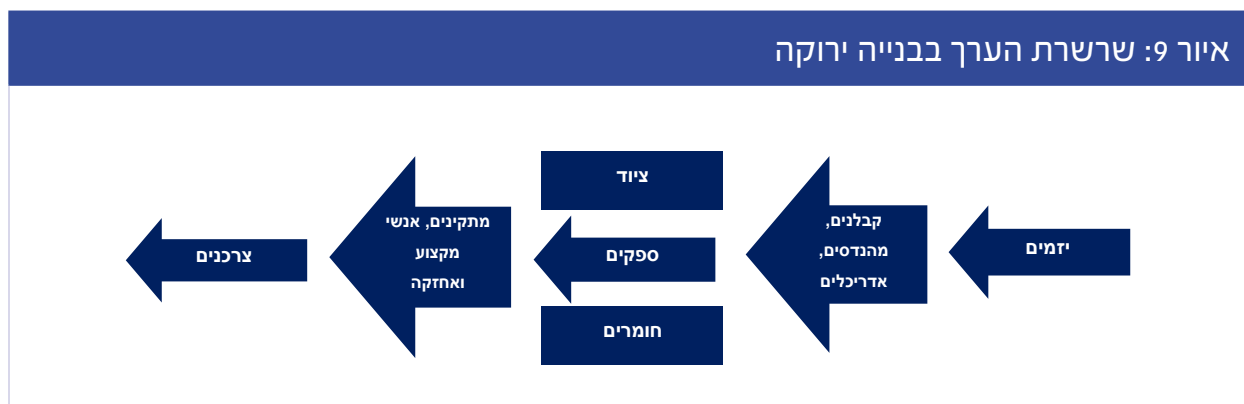 איור 9: שרשרת הערך בבנייה ירוקה
יזמים
קבלנים,
מהנדסים,
אדריכלים
ציוד
ספקים
חומרים
מתקינים, אנשי
מקצוע
ואחזקה
צרכנים